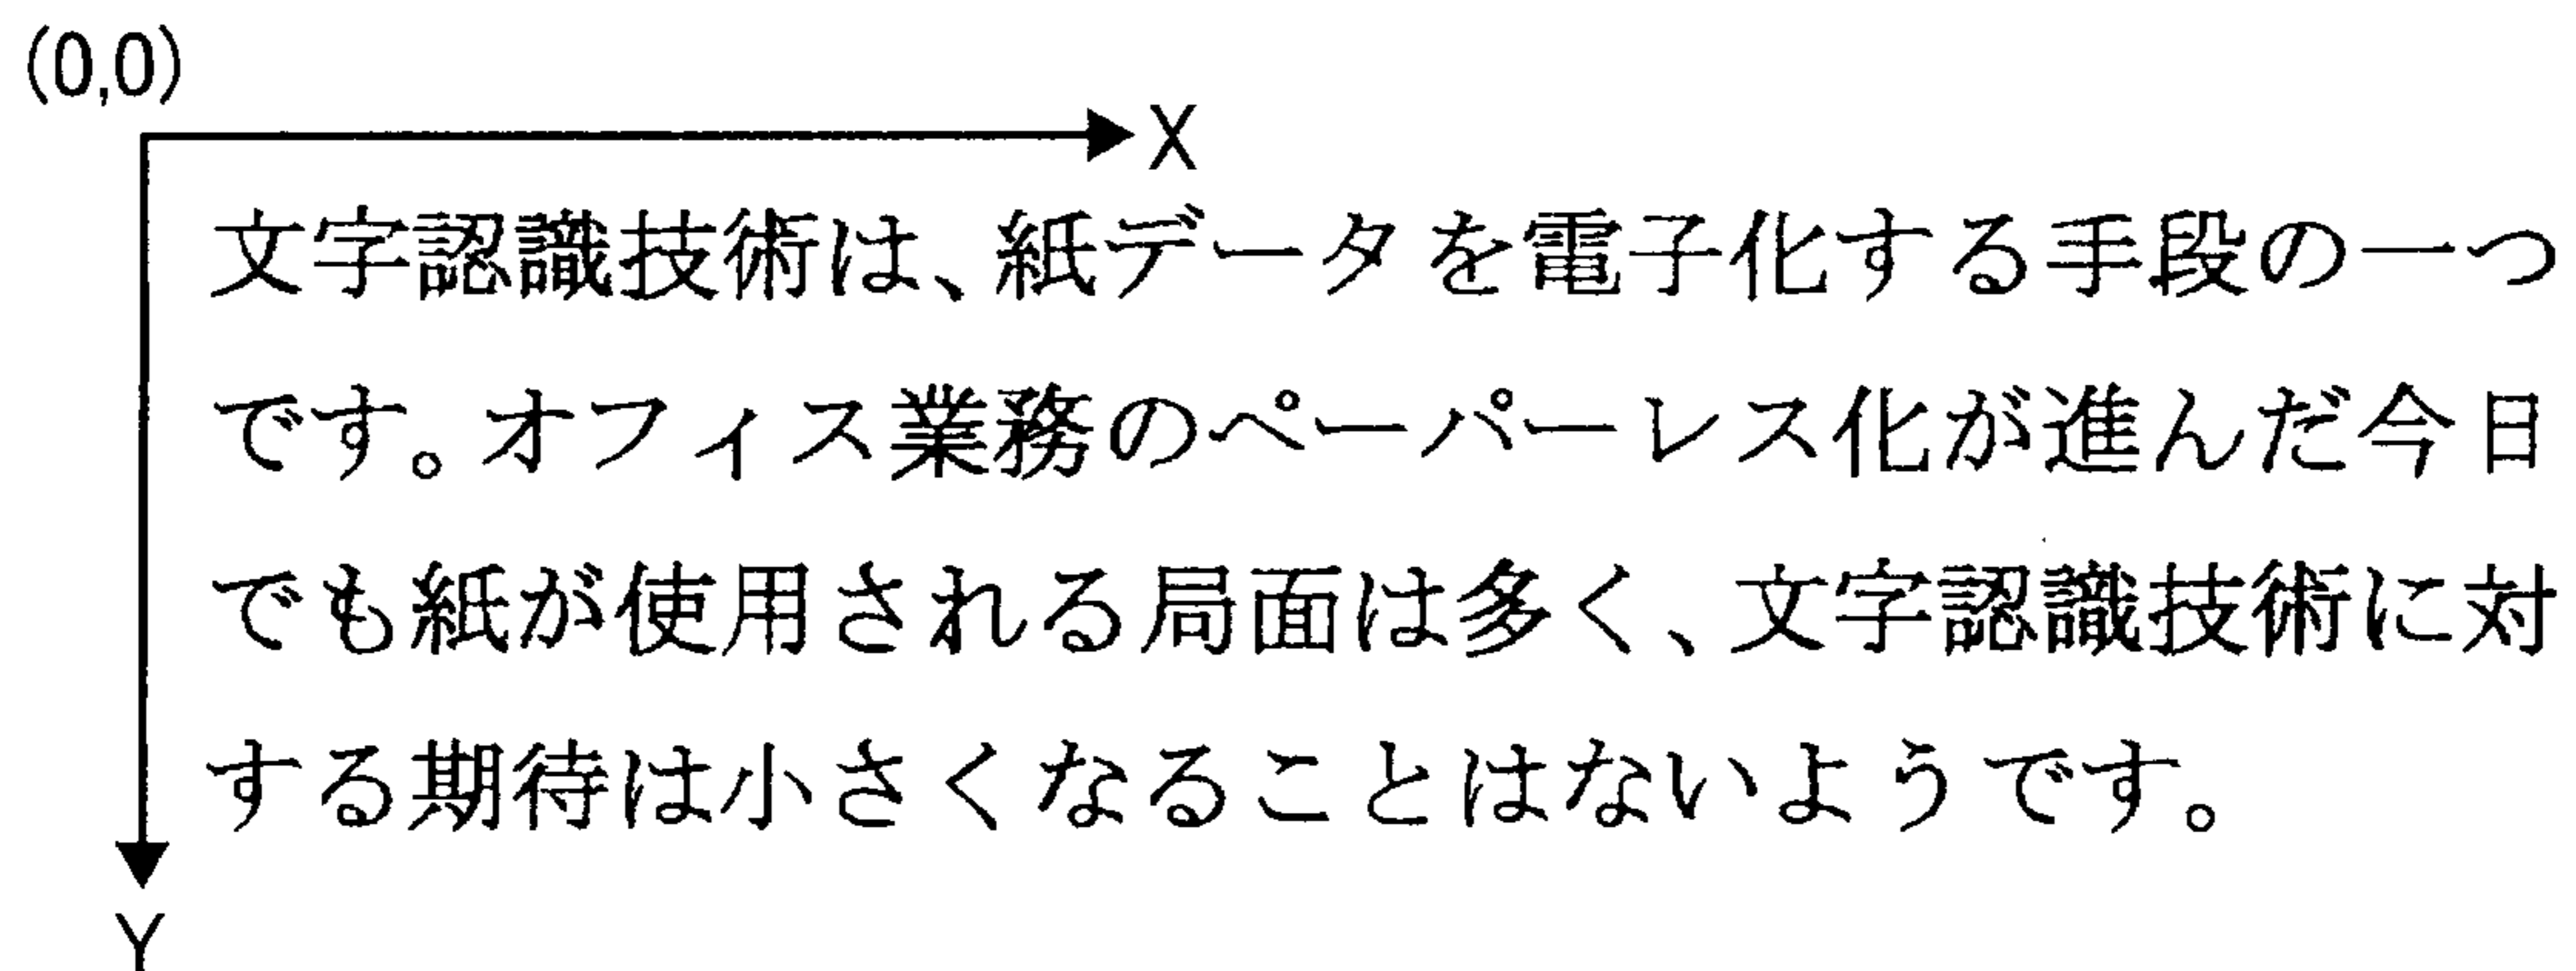 (0,0)
X
文字認識技術は、紙データを電子化する手段の一つ
です。オフィス業務のペーパーレス化が進んだ今日
でも紙が使用される局面は多く、文字認識技術に対
する期待は小さくなることはないようです。
Y